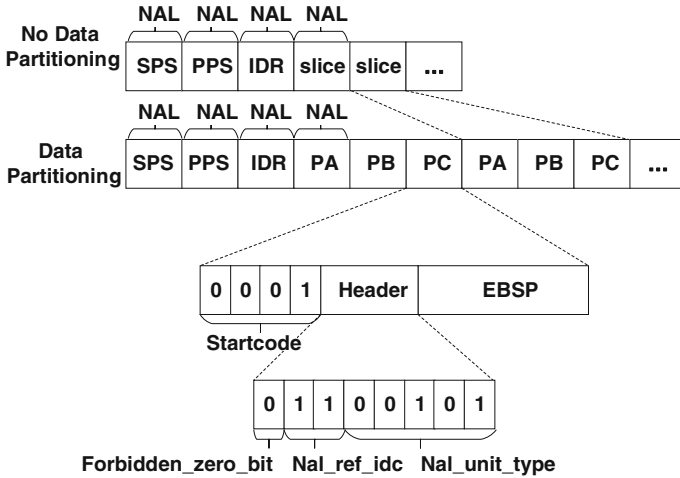 NAL NAL NAL NAL
No Data Partitioning
SPS PPS IDR slice slice ...
NAL NAL NAL NAL
Data Partitioning
SPS PPS IDR PA PB PC PA PB PC ...
0 0 0 1 Header EBSP
Startcode
0 1 1 0 0 1 0 1
Forbidden_zero_bit Nal_ref_idc Nal_unit_type